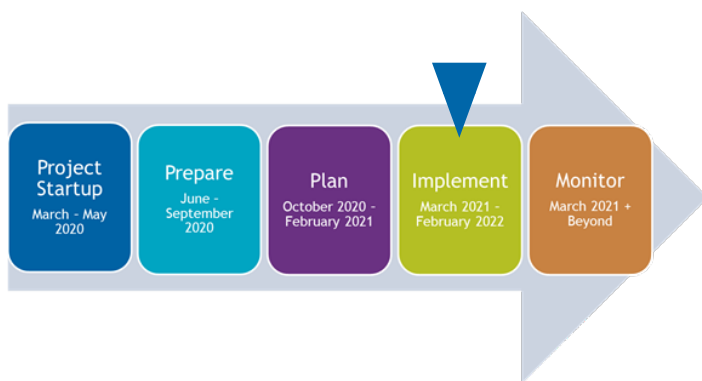 Project
Startup
March – May
2020
Prepare
June –
September
2020
Plan
October 2020 –
February 2021
Implement
March 2021 –
February 2022
Monitor
March 2021 +
Beyond